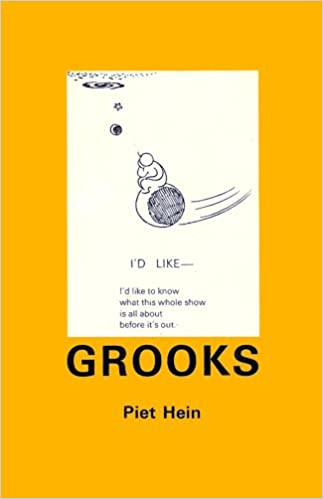 I'D LIKE—
I'd like to know
what this whole show
is all about
before it's out.
GROOKS
Piet Hein